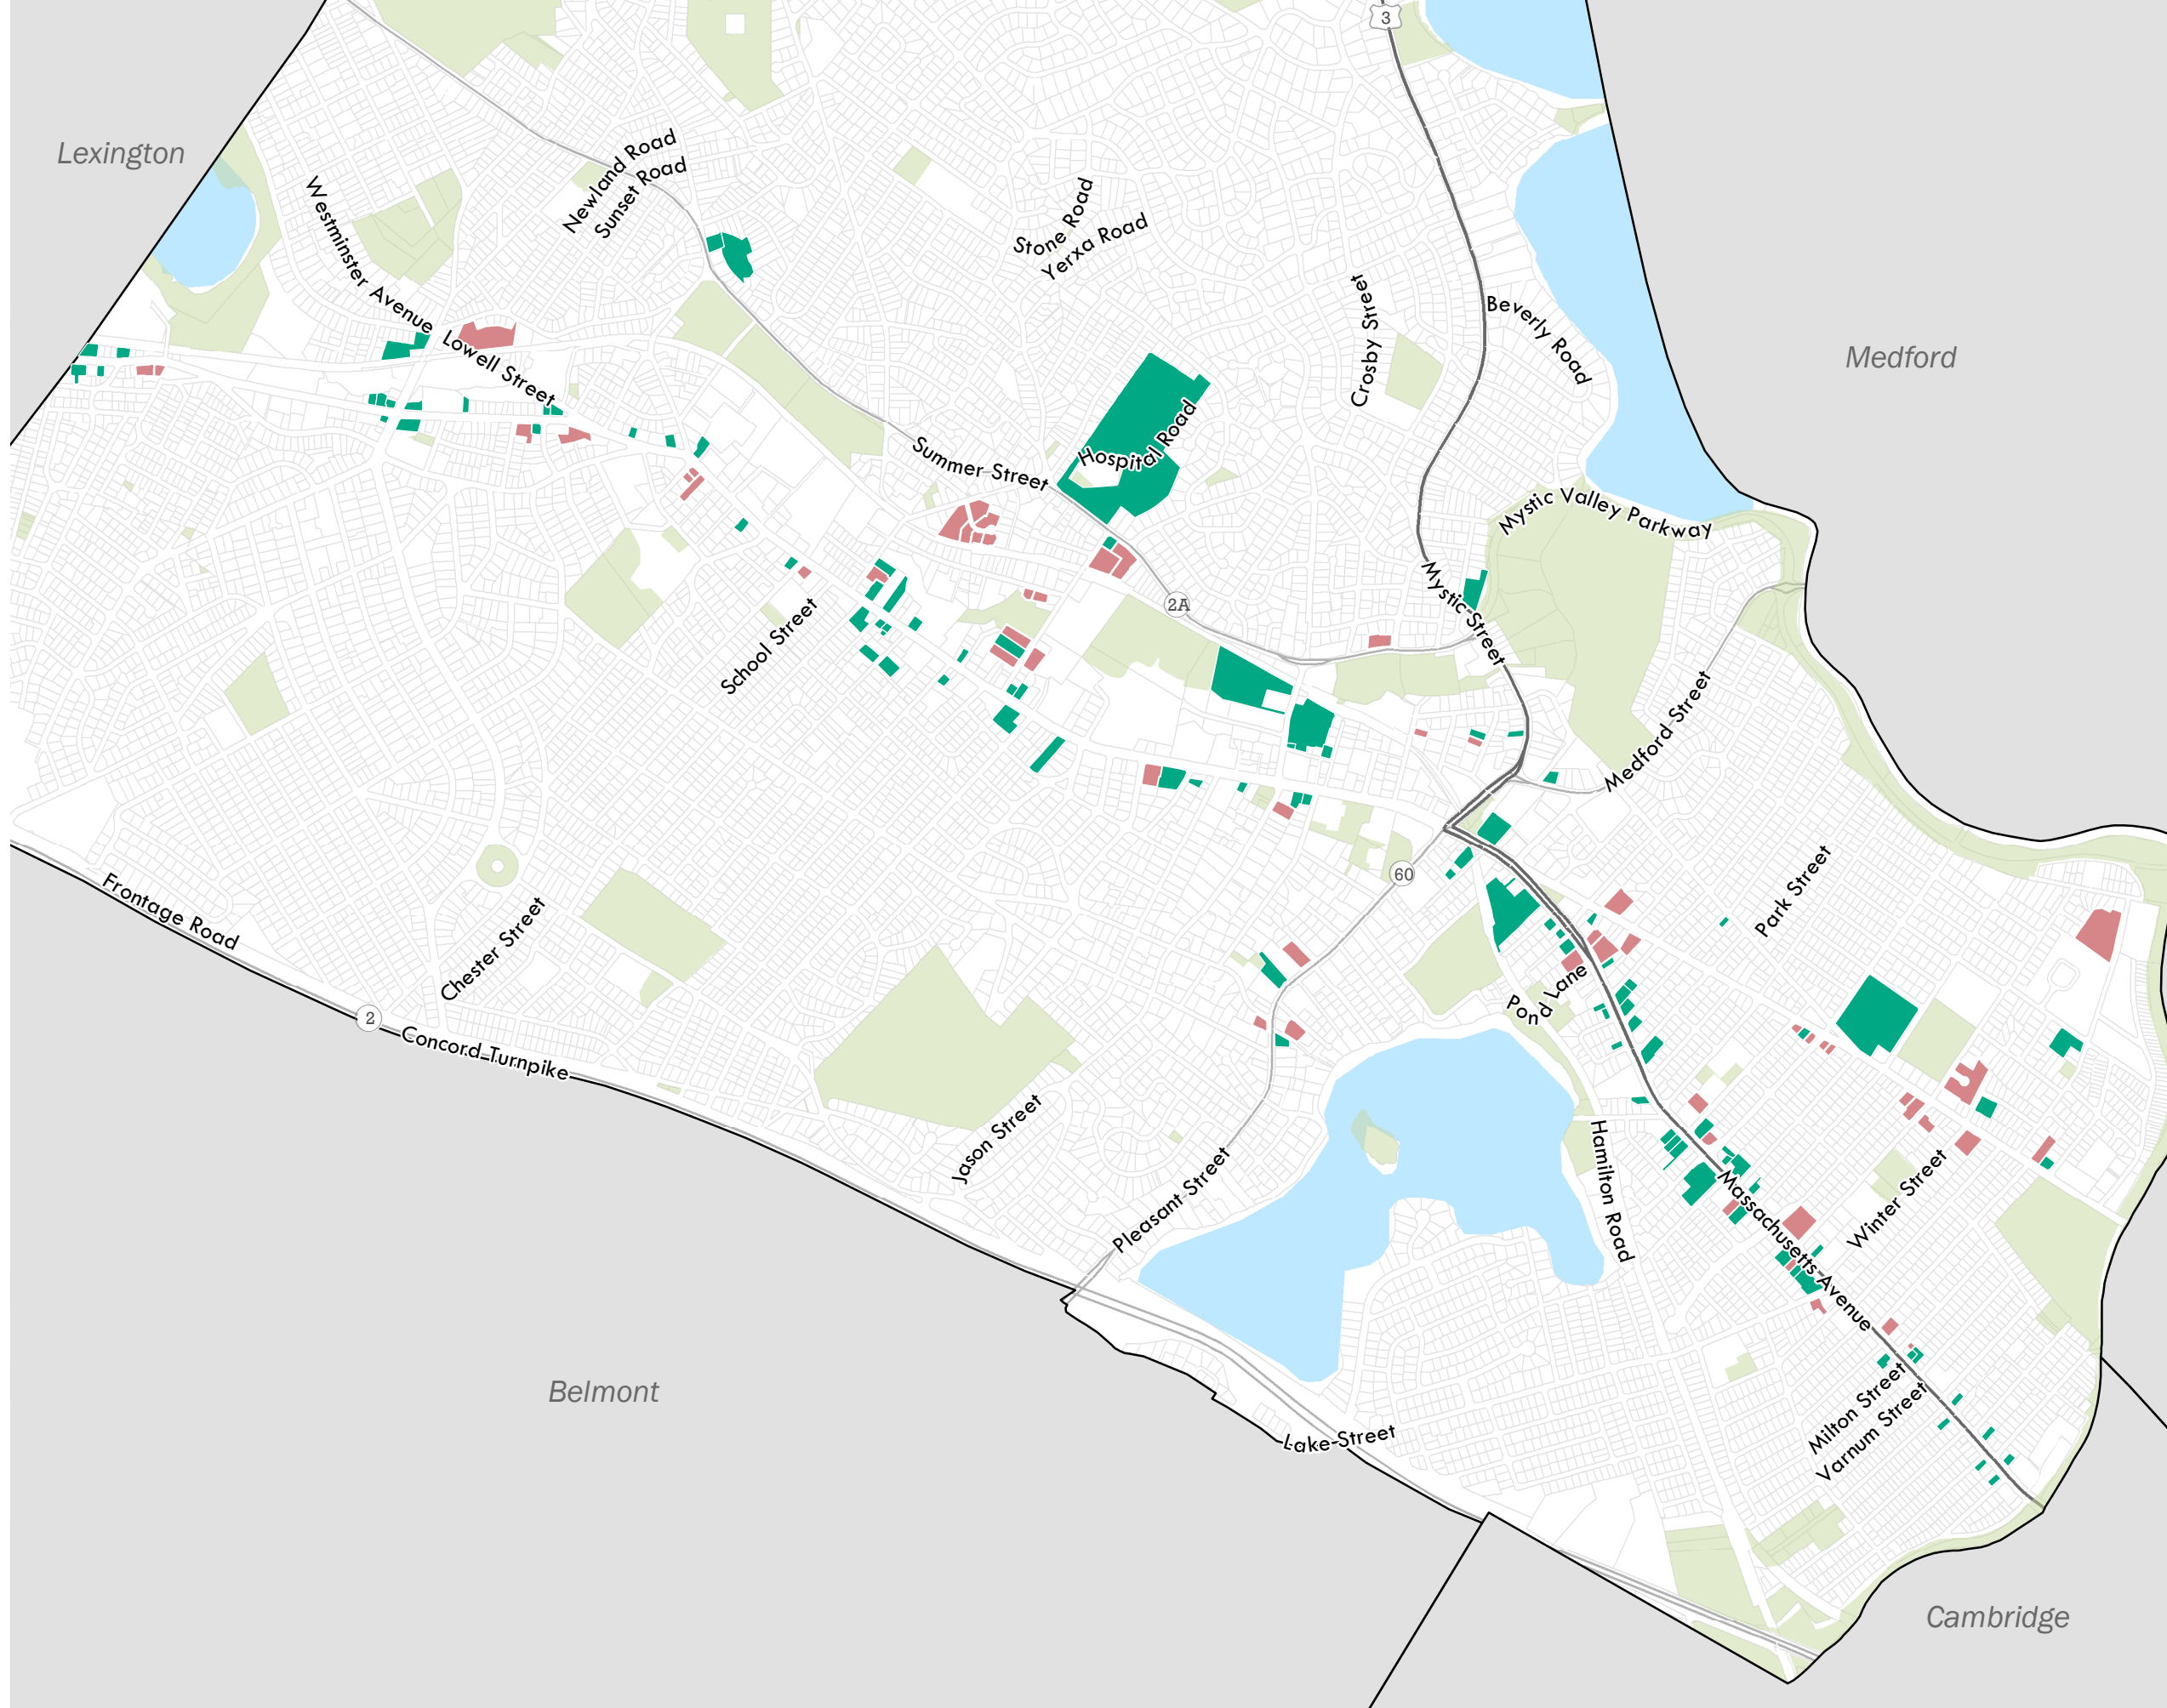 3
Lexington
Newland Road
Sunset Road
Westminster Avenue
Stone Road
Yerxa Road
Crosby Street
Beverly Road
Medford
Lowell Street
Hospital Road
Summer Street
Mystic Valley Parkway
Mystic Street
2A
School Street
Medford Street
60
Park Street
Frontage Road
Chester Street
2
Concord Turnpike
Pond Lane
Jason Street
Pleasant Street
Hamilton Road
Massachusetts Avenue
Winter Street
Belmont
Lake Street
Milton Street
Varnum Street
Cambridge